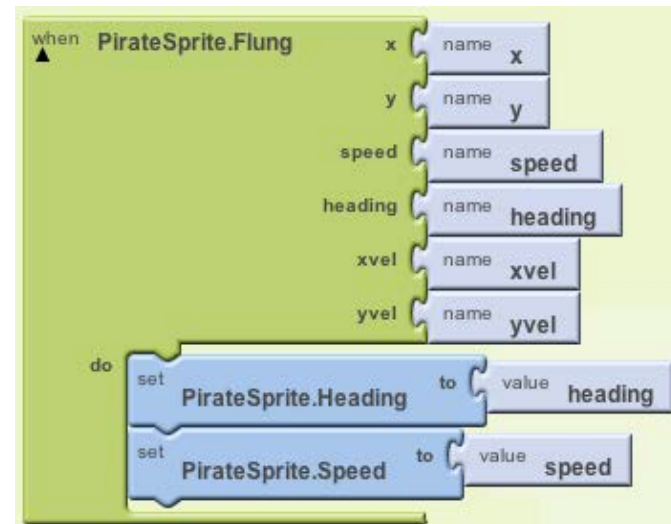 when PirateSprite.Flung x name x
y name y
speed name speed
heading name heading
xvel name xvel
yvel name yvel
do set PirateSprite.Heading to value heading
set PirateSprite.Speed to value speed